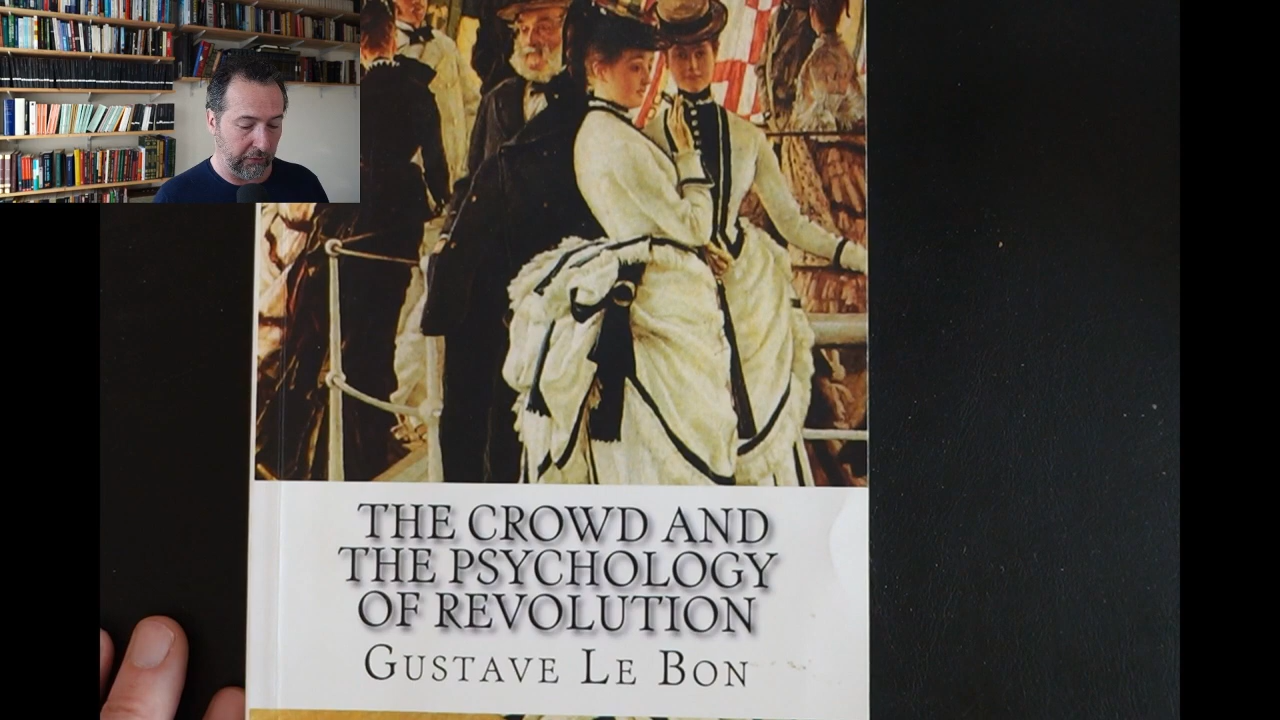 THE CROWD AND
THE PSYCHOLOGY
OF REVOLUTION
GUSTAVE LE BON